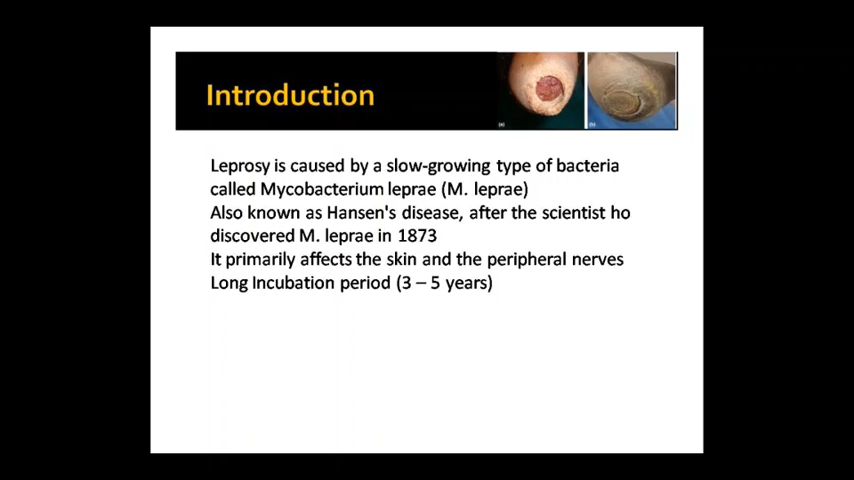 Introduction
(a)
(b)
Leprosy is caused by a slow-growing type of bacteria
called Mycobacterium leprae (M. leprae)
Also known as Hansen's disease, after the scientist ho
discovered M. leprae in 1873
It primarily affects the skin and the peripheral nerves
Long Incubation period (3 – 5 years)